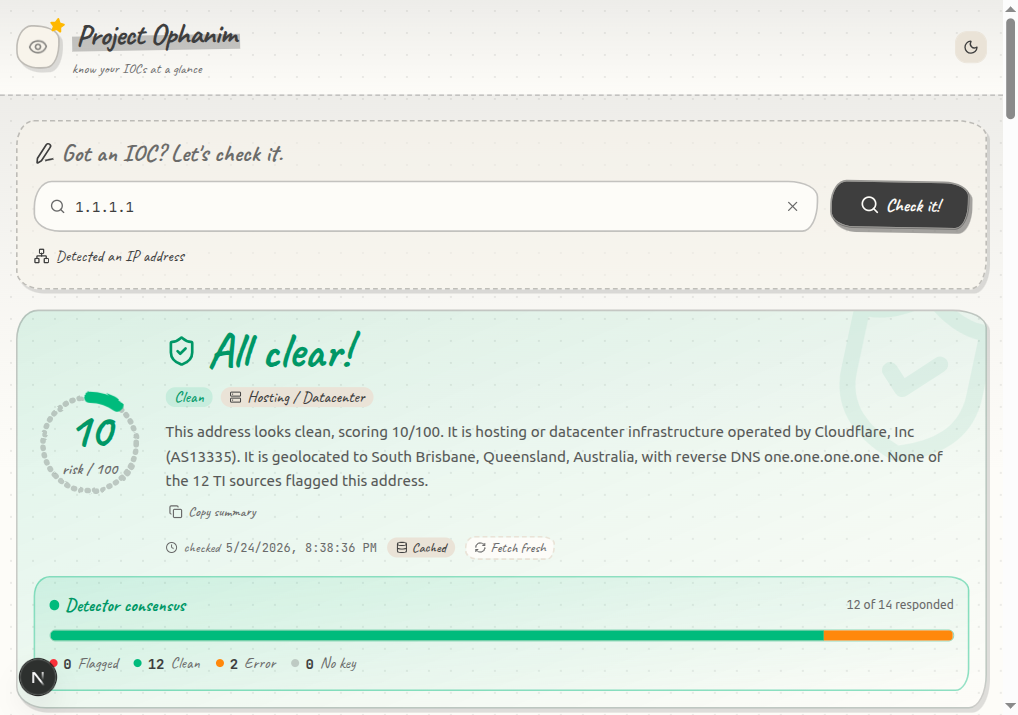 Project Ophanim
know your IOCs at a glance
Got an IOC? Let's check it.
1.1.1.1
Check it!
Detected an IP address
All clear!
Clean
Hosting / Datacenter
10
risk / 100
This address looks clean, scoring 10/100. It is hosting or datacenter infrastructure operated by Cloudflare, Inc
(AS13335). It is geolocated to South Brisbane, Queensland, Australia, with reverse DNS one.one.one.one. None of
the 12 TI sources flagged this address.
Copy summary
checked 5/24/2026, 8:38:36 PM
Cached
Fetch fresh
Detector consensus
12 of 14 responded
0 Flagged
12 Clean
2 Error
0 No key
N